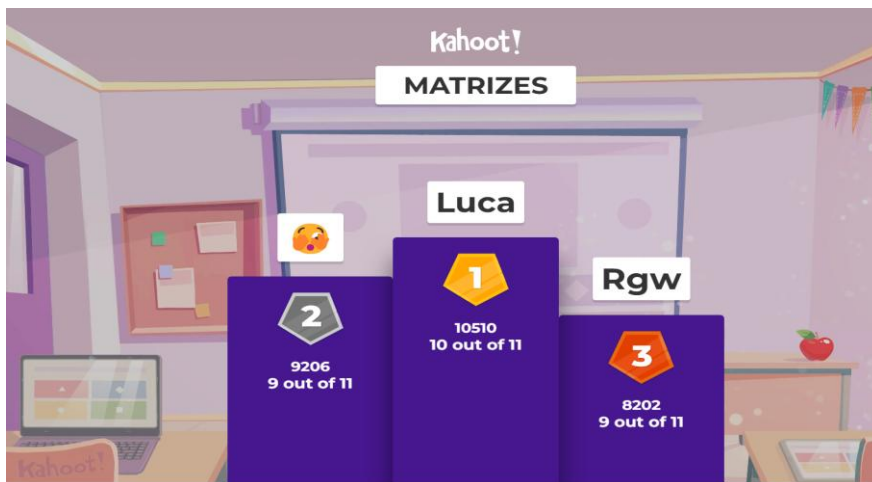 Kahoot!
MATRIZES
Luca
Rgw
1
10510
10 out of 11
2
9206
9 out of 11
3
8202
9 out of 11
Kahoot!